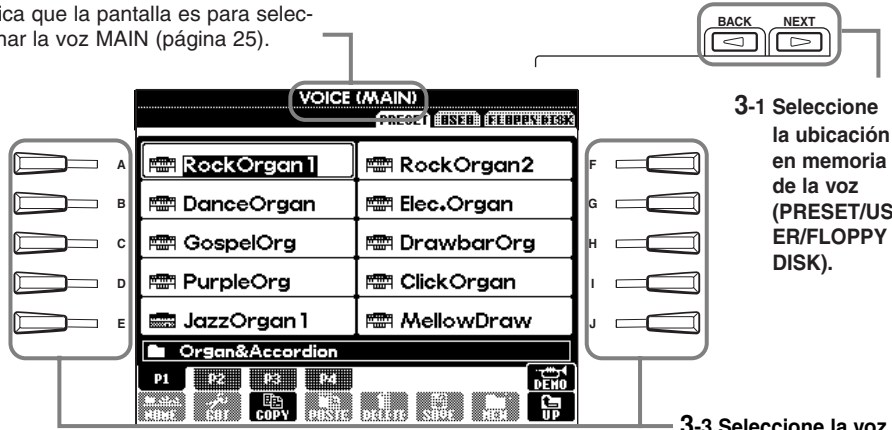 ica que la pantalla es para selec-
nar la voz MAIN (página 25).
BACK NEXT
3-1 Seleccione
la ubicación
en memoria
de la voz
(PRESET/US
ER/FLOPPY
DISK).
VOICE (MAIN)
PRESET USER FLOPPY DISK
A RockOrgan1 RockOrgan2 F
B DanceOrgan Elec.Organ G
C GospelOrg DrawbarOrg H
D PurpleOrg ClickOrgan I
E JazzOrgan1 MellowDraw J
Organ&Accordion
P1 P2 P3 P4 DEMO
NAME CUT COPY PASTE DELETE SAVE NEW UP
3-3 Seleccione la voz